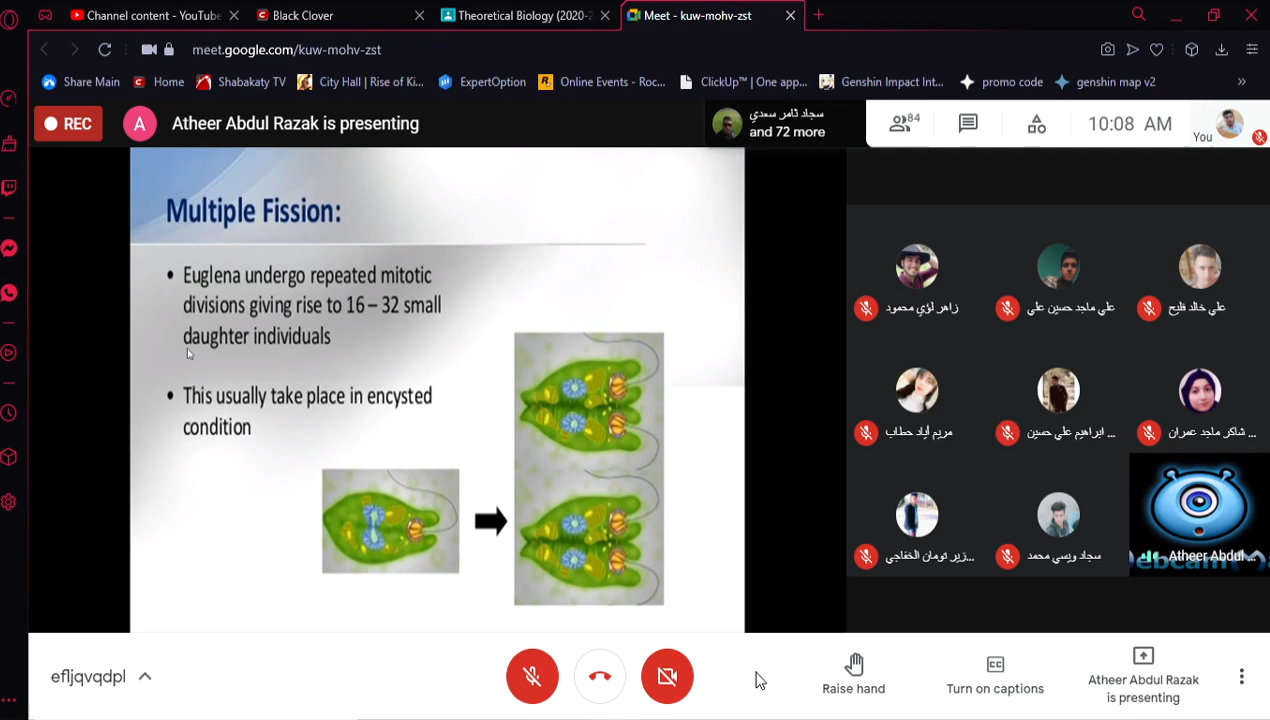 Channel content - YouTube
Black Clover
Theoretical Biology (2020-2
Meet - kuw-mohv-zst
meet.google.com/kuw-mohv-zst
Share Main
Home
Shabakaty TV
City Hall | Rise of Ki...
ExpertOption
Online Events - Roc...
ClickUp™ | One app...
Genshin Impact Int...
promo code
genshin map v2
REC
A
Atheer Abdul Razak is presenting
سجاد ثامر سعدي
and 72 more
84
10:08 AM
You
Multiple Fission:
• Euglena undergo repeated mitotic
divisions giving rise to 16 – 32 small
daughter individuals
• This usually take place in encysted
condition
زاهر لؤي محمود
علي ماجد حسين علي
علي خالد فليح
مريم أياد حطاب
ابراهيم علي حسين ...
شاكر ماجد عمران ...
زير تومان الخفاجي...
سجاد ويسي محمد
Atheer Abdul ...
efljqvqdpl
Raise hand
CC
Turn on captions
Atheer Abdul Razak
is presenting